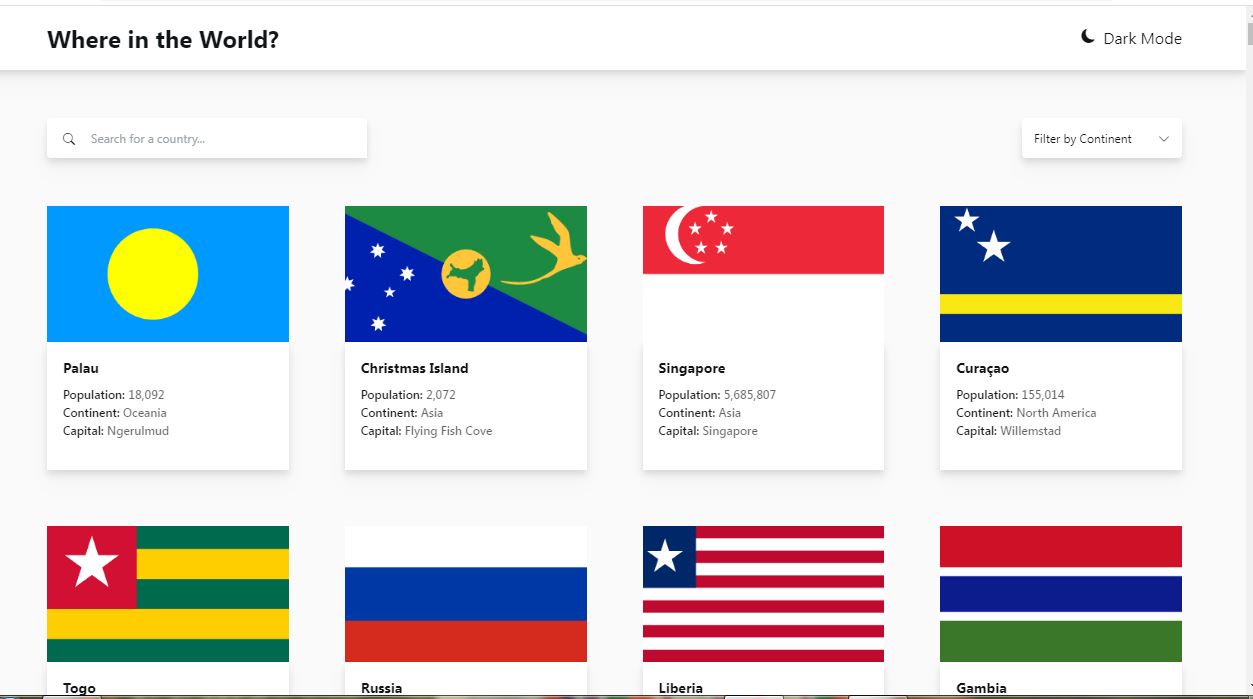 Where in the World?
Dark Mode
Search for a country...
Filter by Continent
Palau
Population: 18,092
Continent: Oceania
Capital: Ngerulmud
Christmas Island
Population: 2,072
Continent: Asia
Capital: Flying Fish Cove
Singapore
Population: 5,685,807
Continent: Asia
Capital: Singapore
Curaçao
Population: 155,014
Continent: North America
Capital: Willemstad
Togo
Russia
Liberia
Gambia